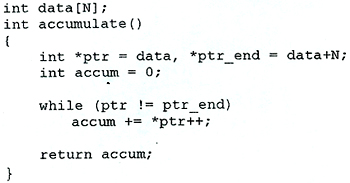 int data[N];
int accumulate()
{
    int *ptr = data, *ptr_end = data+N;
    int accum = 0;
    while (ptr != ptr_end)
        accum += *ptr++;
    return accum;
}